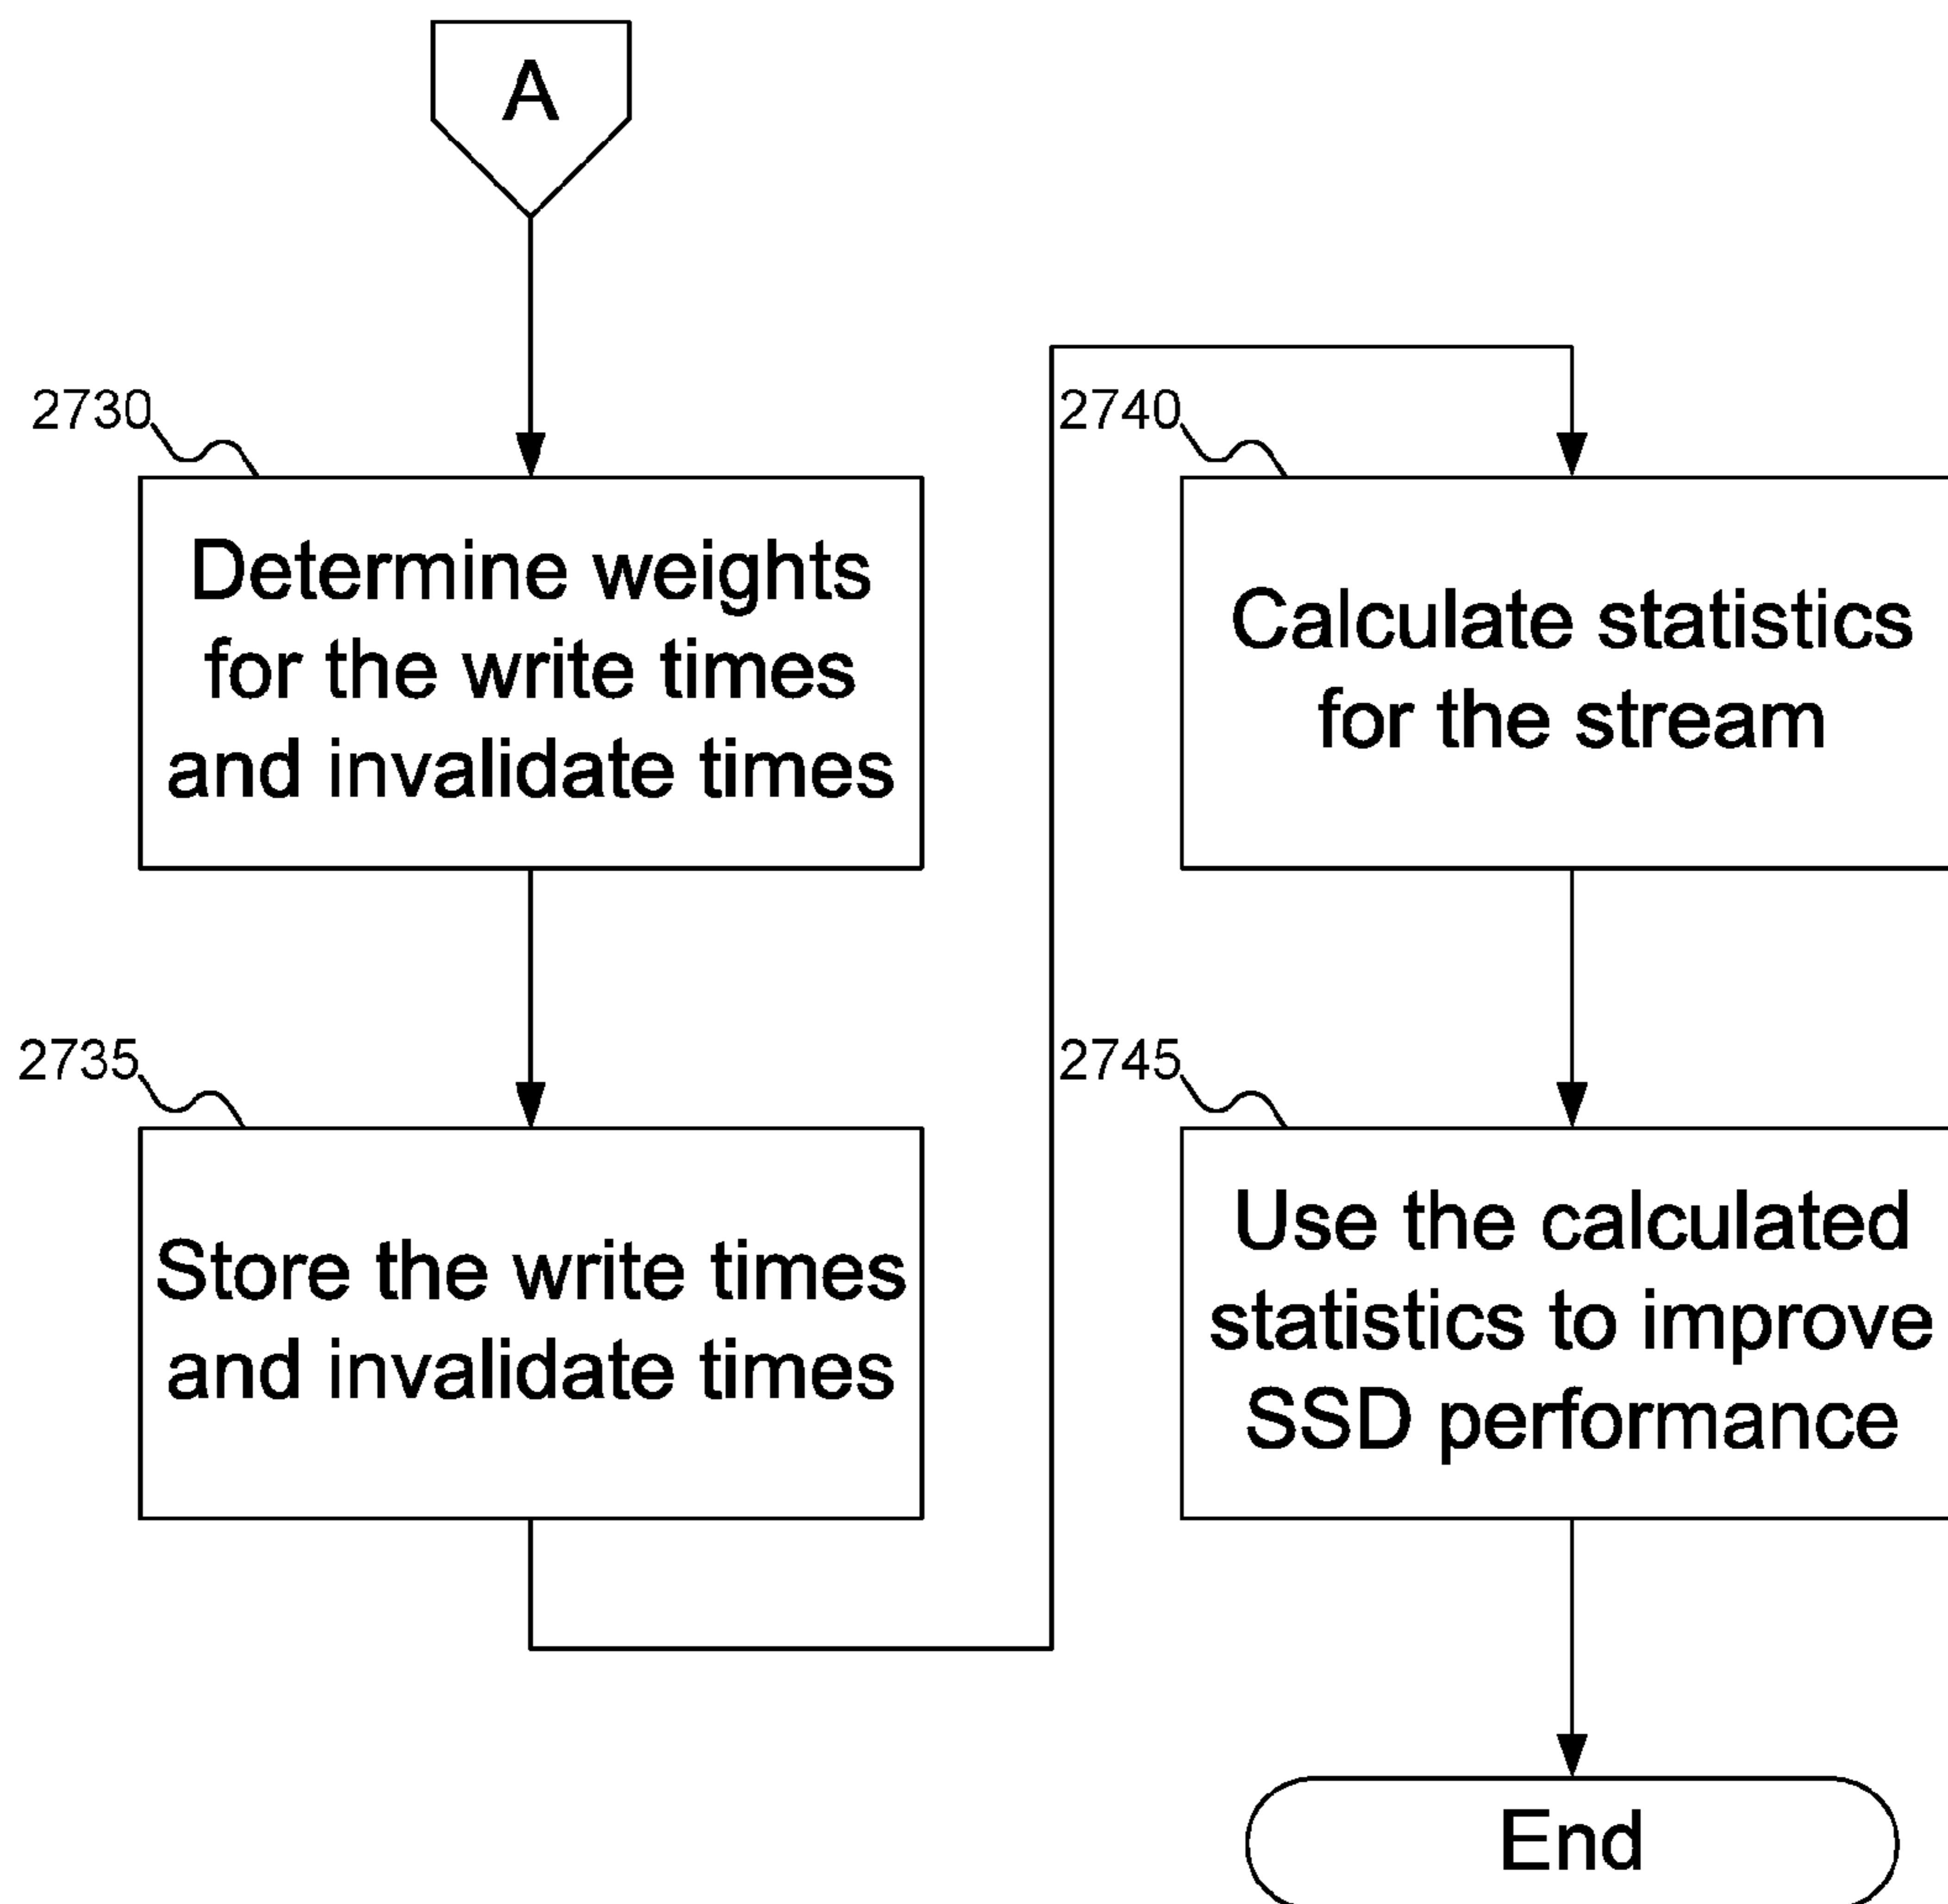 A
2730
Determine weights
for the write times
and invalidate times
2735
Store the write times
and invalidate times
2740
Calculate statistics
for the stream
2745
Use the calculated
statistics to improve
SSD performance
End